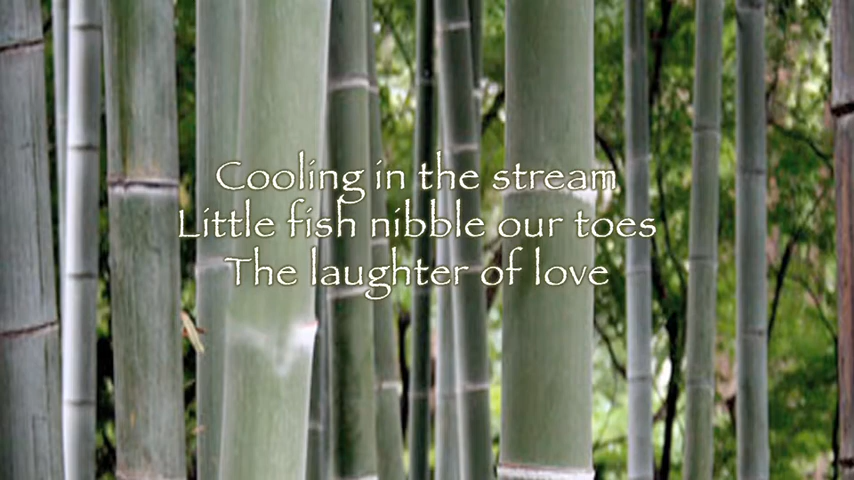 Cooling in the stream
Little fish nibble our toes
The laughter of love